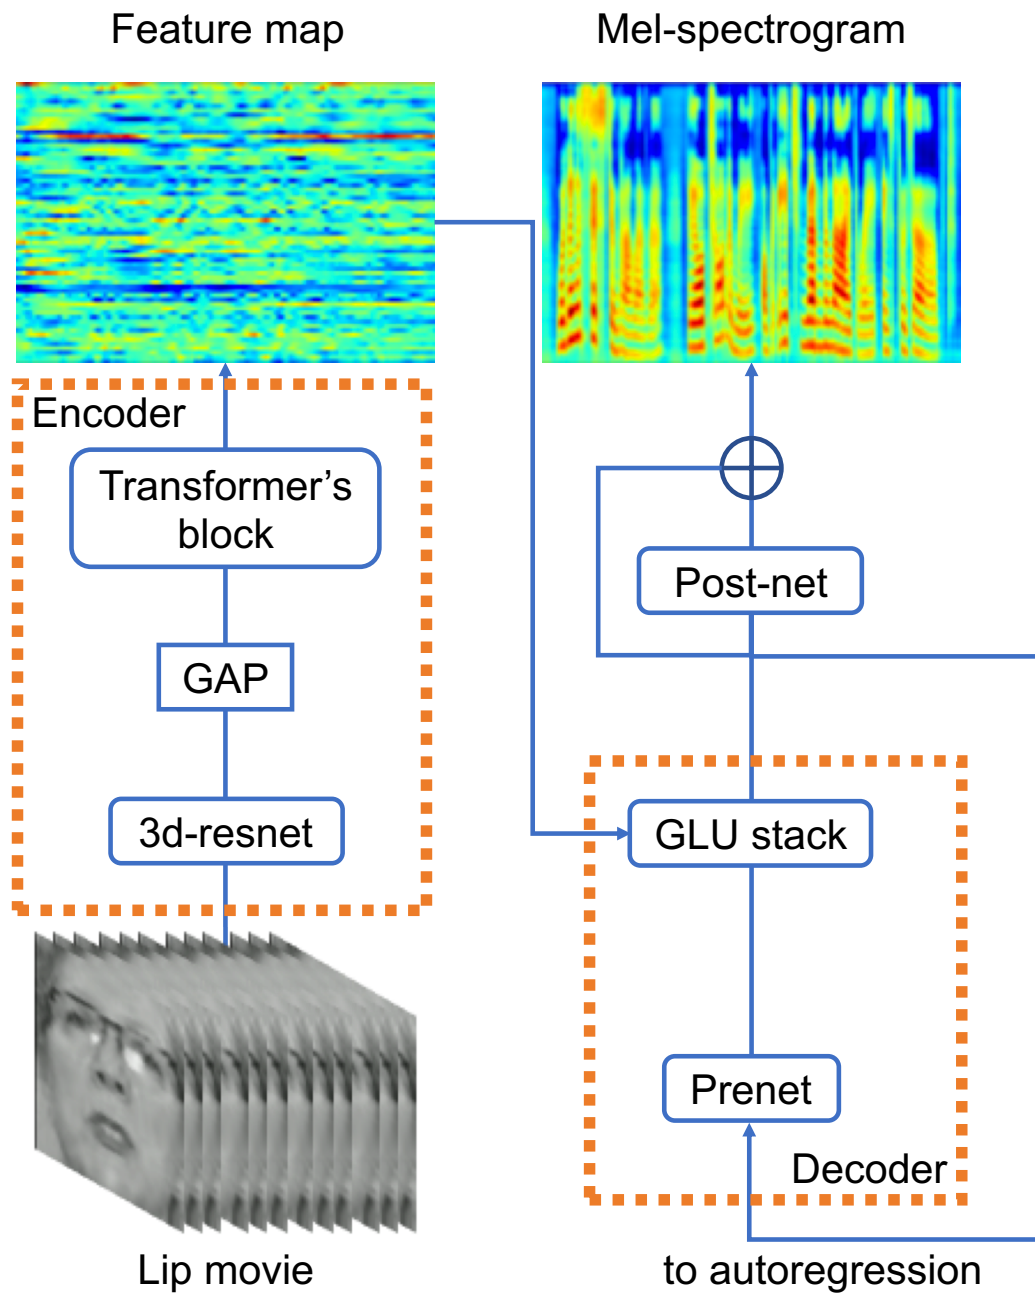 Feature map
Mel-spectrogram
Encoder
Transformer's
block
GAP
3d-resnet
Lip movie
Post-net
GLU stack
Prenet
Decoder
to autoregression